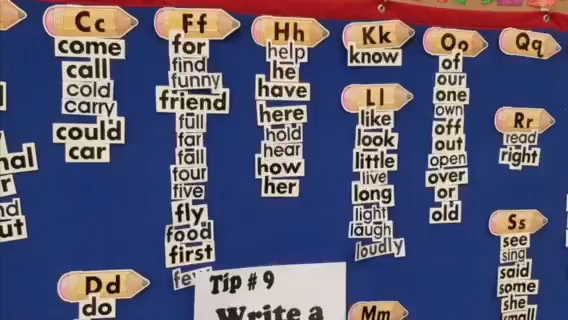 Cc
come
call
cold
carry
could
car
Dd
do
Ff
for
find
funny
friend
full
far
fall
four
five
fly
food
first
few
Hh
help
he
have
here
hold
hear
how
her
Kk
know
Ll
like
look
little
live
long
light
laugh
loudly
Mm
Oo
of
our
one
own
off
out
open
over
or
old
Qq
Rr
read
right
Ss
see
sing
said
some
she
small
Tip # 9
Write a